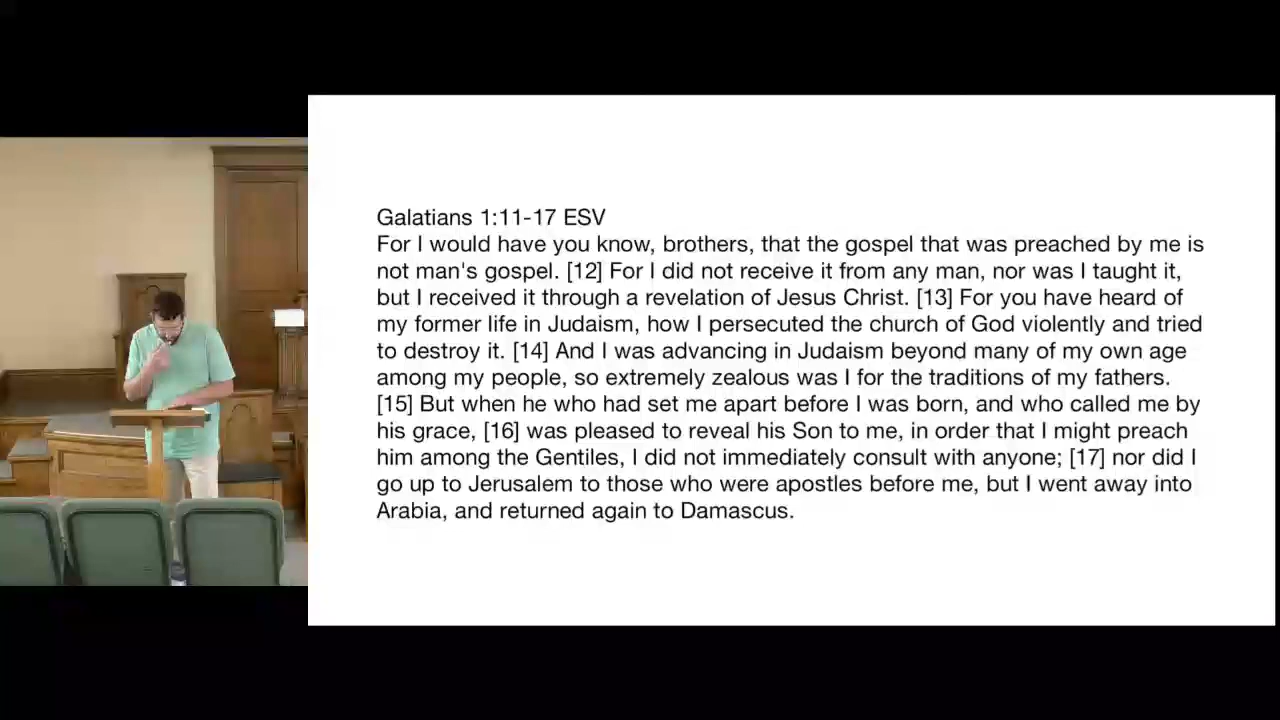 Galatians 1:11-17 ESV
For I would have you know, brothers, that the gospel that was preached by me is
not man's gospel. [12] For I did not receive it from any man, nor was I taught it,
but I received it through a revelation of Jesus Christ. [13] For you have heard of
my former life in Judaism, how I persecuted the church of God violently and tried
to destroy it. [14] And I was advancing in Judaism beyond many of my own age
among my people, so extremely zealous was I for the traditions of my fathers.
[15] But when he who had set me apart before I was born, and who called me by
his grace, [16] was pleased to reveal his Son to me, in order that I might preach
him among the Gentiles, I did not immediately consult with anyone; [17] nor did I
go up to Jerusalem to those who were apostles before me, but I went away into
Arabia, and returned again to Damascus.